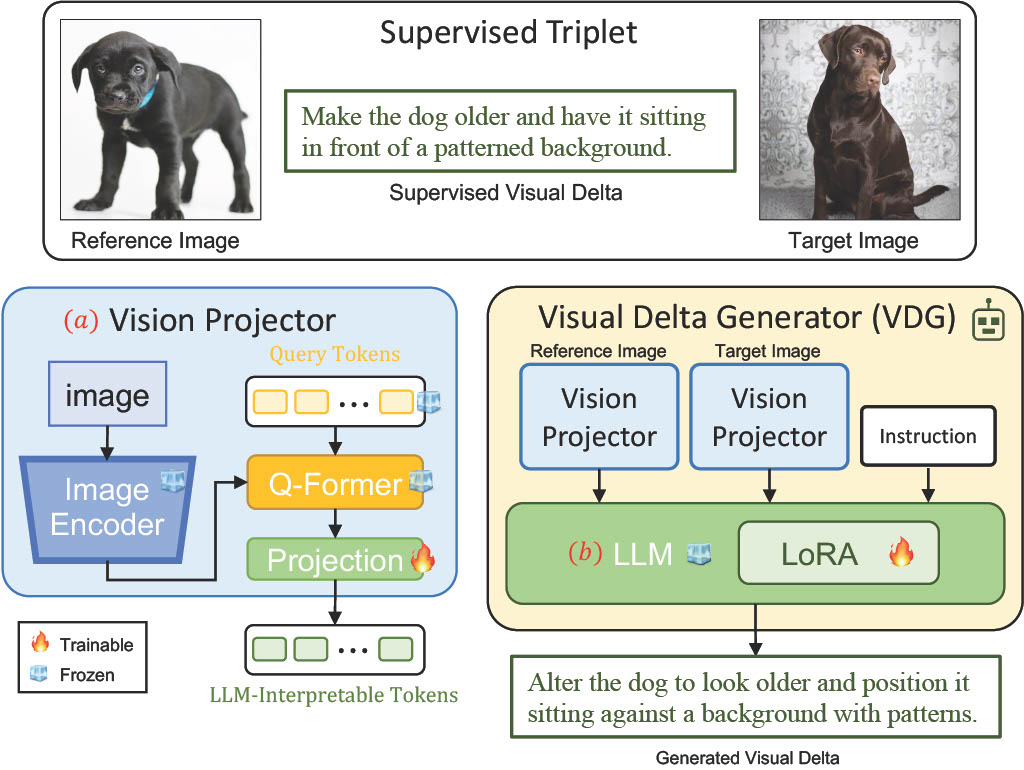 Supervised Triplet
Make the dog older and have it sitting
in front of a patterned background.
Supervised Visual Delta
Reference Image
Target Image
(a) Vision Projector
Query Tokens
image
...
Image
Encoder
Q-Former
Projection
...
LLM-Interpretable Tokens
Trainable
Frozen
Visual Delta Generator (VDG)
Reference Image
Target Image
Vision
Projector
Vision
Projector
Instruction
(b) LLM
LoRA
Alter the dog to look older and position it
sitting against a background with patterns.
Generated Visual Delta